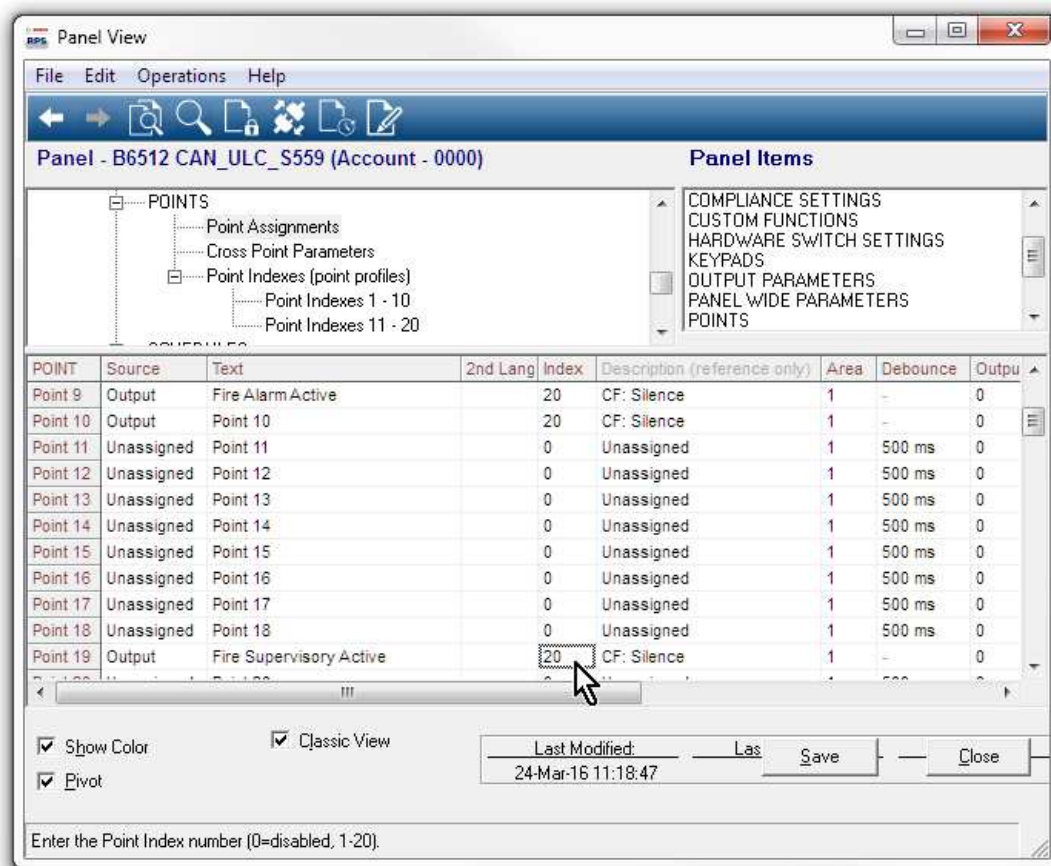 RPS Panel View
File Edit Operations Help
Panel - B6512 CAN_ULC_S559 (Account - 0000) Panel Items
POINTS
Point Assignments
Cross Point Parameters
Point Indexes (point profiles)
Point Indexes 1 - 10
Point Indexes 11 - 20
COMPLIANCE SETTINGS
CUSTOM FUNCTIONS
HARDWARE SWITCH SETTINGS
KEYPADS
OUTPUT PARAMETERS
PANEL WIDE PARAMETERS
POINTS
POINT Source Text 2nd Lang Index Description (reference only) Area Debounce Outpu
Point 9 Output Fire Alarm Active 20 CF: Silence 1 - 0
Point 10 Output Point 10 20 CF: Silence 1 - 0
Point 11 Unassigned Point 11 0 Unassigned 1 500 ms 0
Point 12 Unassigned Point 12 0 Unassigned 1 500 ms 0
Point 13 Unassigned Point 13 0 Unassigned 1 500 ms 0
Point 14 Unassigned Point 14 0 Unassigned 1 500 ms 0
Point 15 Unassigned Point 15 0 Unassigned 1 500 ms 0
Point 16 Unassigned Point 16 0 Unassigned 1 500 ms 0
Point 17 Unassigned Point 17 0 Unassigned 1 500 ms 0
Point 18 Unassigned Point 18 0 Unassigned 1 500 ms 0
Point 19 Output Fire Supervisory Active 20 CF: Silence 1 - 0
Show Color
Classic View
Pivot
Last Modified: Las
24-Mar-16 11:18:47
Save
Close
Enter the Point Index number (0=disabled, 1-20).